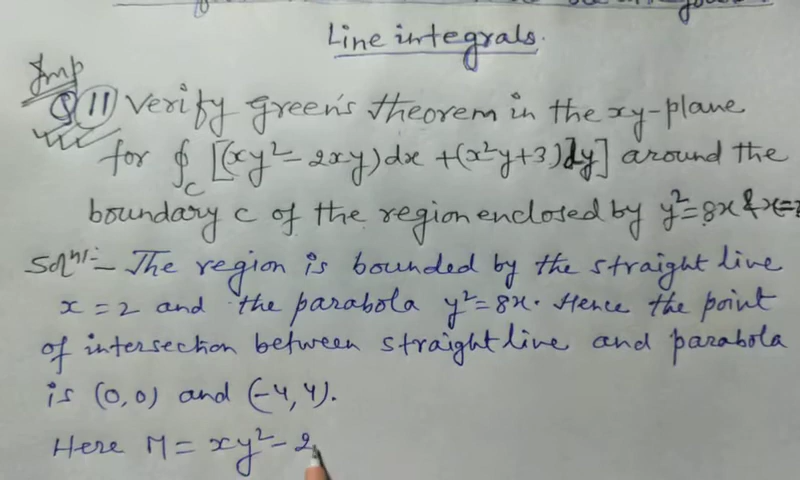 Line integrals.
Imp
Q 11 Verify Green's theorem in the xy-plane
for ∮C [(xy²- 2xy)dx +(x²y+3)dy] around the
boundary c of the region enclosed by y²=8x & x=2
Solⁿ:- The region is bounded by the straight line
x = 2 and the parabola y²=8x. Hence the point
of intersection between straight line and parabola
is (0,0) and (-4,4).
Here M = xy²- 2